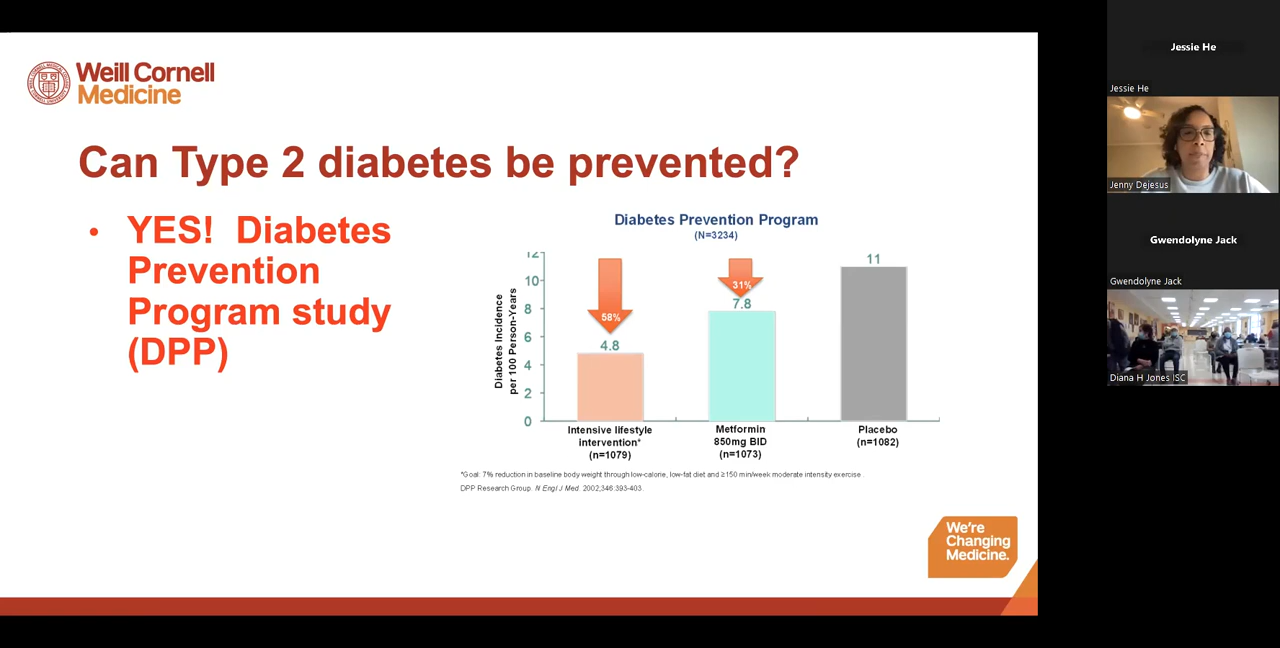 Weill Cornell
Medicine
Can Type 2 diabetes be prevented?
• YES! Diabetes
Prevention
Program study
(DPP)
Diabetes Prevention Program
(N=3234)
Diabetes Incidence
per 100 Person-Years
12
10
8
6
4
2
0
58%
4.8
31%
7.8
11
Intensive lifestyle
intervention*
(n=1079)
Metformin
850mg BID
(n=1073)
Placebo
(n=1082)
*Goal: 7% reduction in baseline body weight through low-calorie, low-fat diet and ≥150 min/week moderate intensity exercise
DPP Research Group. N Engl J Med. 2002;346:393-403.
We're
Changing
Medicine.
Jessie He
Jessie He
Jenny Dejesus
Gwendolyne Jack
Gwendolyne Jack
Diana H Jones ISC